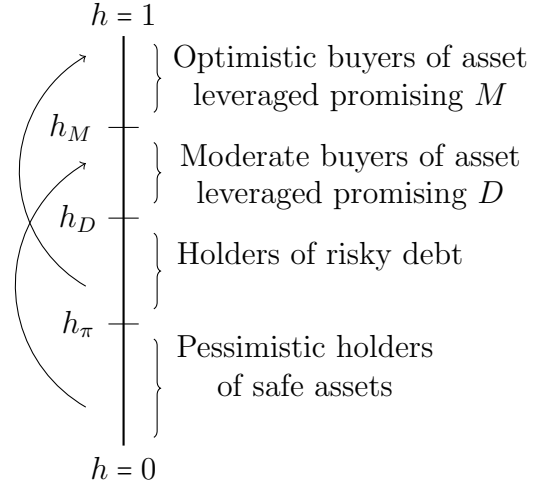 h = 1
Optimistic buyers of asset
leveraged promising M
h_M
Moderate buyers of asset
leveraged promising D
h_D
Holders of risky debt
h_π
Pessimistic holders
of safe assets
h = 0